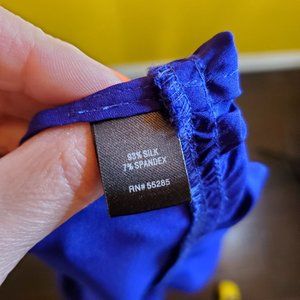 93% SILK
7% SPANDEX
RN# 55285